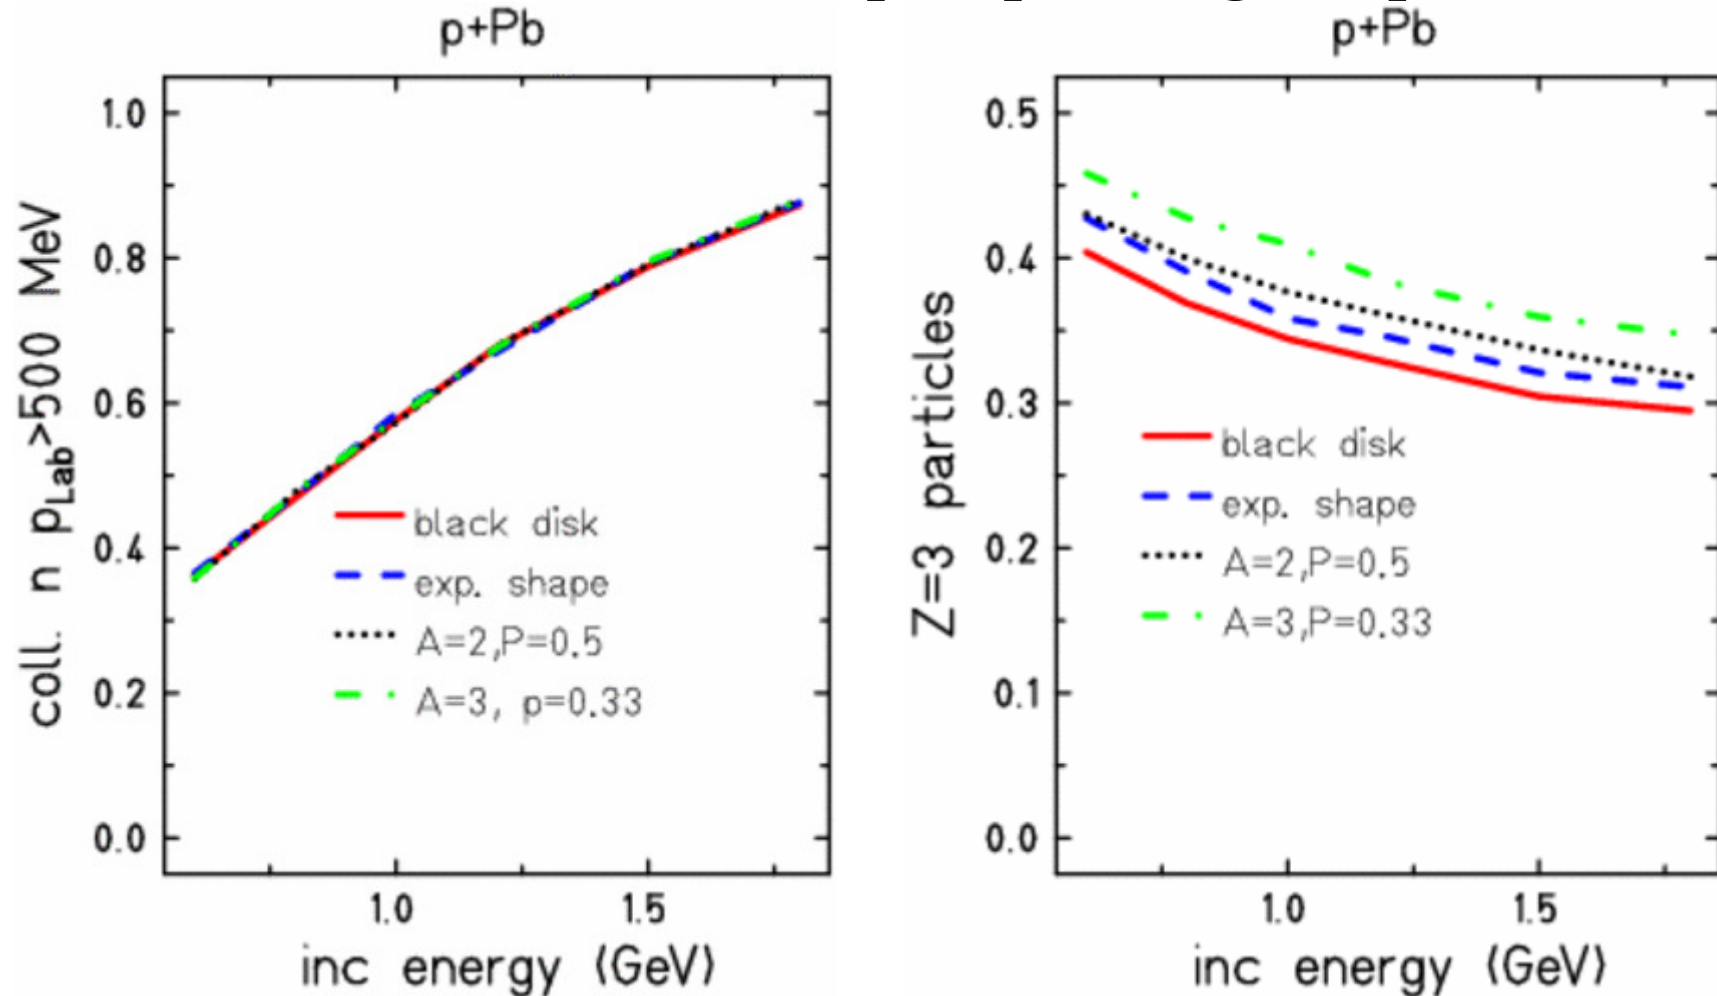 p+Pb
1.0
0.8
0.6
0.4
0.2
0.0
coll. n pLab>500 MeV
black disk
exp. shape
A=2,P=0.5
A=3, p=0.33
1.0 1.5
inc energy (GeV)
p+Pb
0.5
0.4
0.3
0.2
0.1
0.0
Z=3 particles
black disk
exp. shape
A=2,P=0.5
A=3,P=0.33
1.0 1.5
inc energy (GeV)